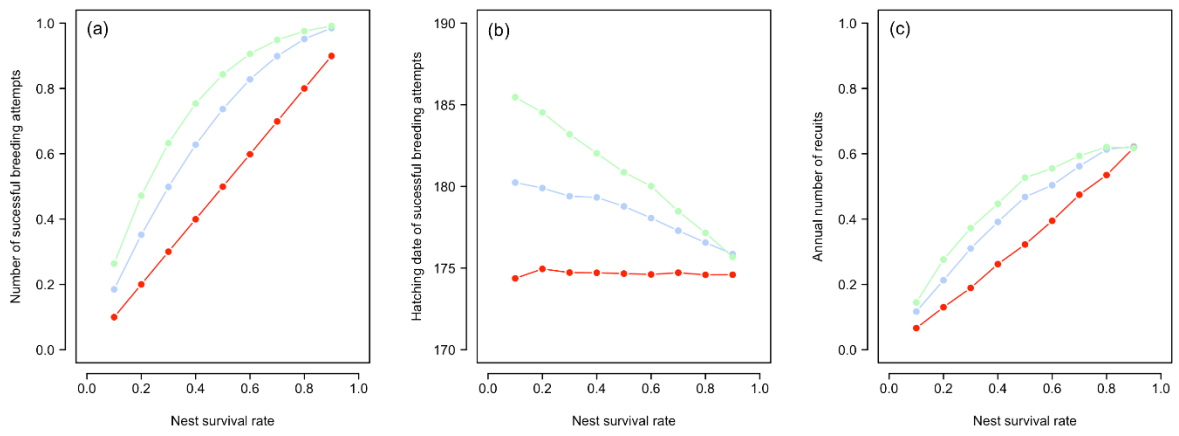 (a)
Number of sucessful breeding attempts
1.0
0.8
0.6
0.4
0.2
0.0
0.0 0.2 0.4 0.6 0.8 1.0
Nest survival rate
(b)
Hatching date of sucessful breeding attempts
190
185
180
175
170
0.0 0.2 0.4 0.6 0.8 1.0
Nest survival rate
(c)
Annual number of recuits
1.0
0.8
0.6
0.4
0.2
0.0
0.0 0.2 0.4 0.6 0.8 1.0
Nest survival rate